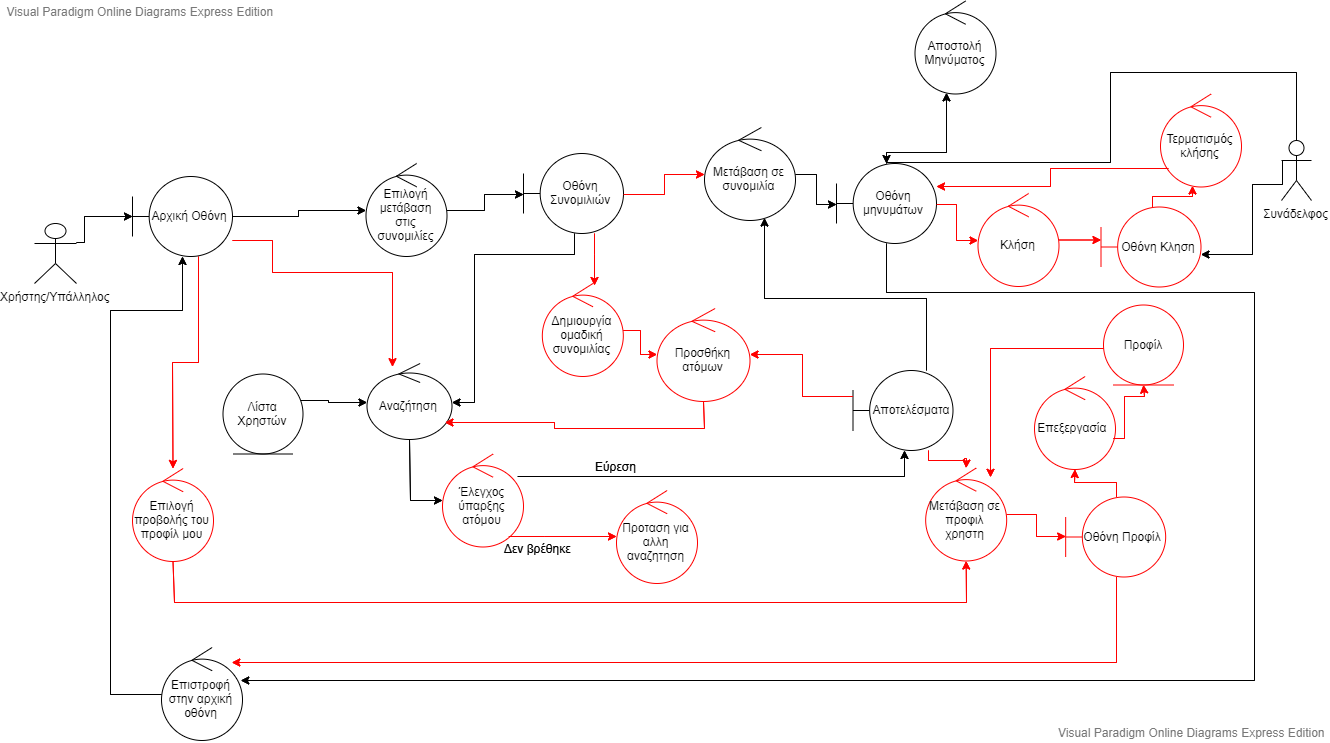 Visual Paradigm Online Diagrams Express Edition
Αποστολή
Μηνύματος
Τερματισμός
κλήσης
Συνάδελφος
Μετάβαση σε
συνομιλία
Οθόνη
Συνομιλιών
Επιλογή
μετάβαση
στις
συνομιλίες
Αρχική Οθόνη
Οθόνη
μηνυμάτων
Κλήση
Οθόνη Κληση
Χρήστης/Υπάλληλος
Δημιουργία
ομαδική
συνομιλίας
Προσθήκη
ατόμων
Προφίλ
Λίστα
Χρηστών
Αναζήτηση
Αποτελέσματα
Επεξεργασία
Εύρεση
Έλεγχος
ύπαρξης
ατόμου
Δεν βρέθηκε
Προταση για
αλλη
αναζητηση
Επιλογή
προβολής του
προφίλ μου
Μετάβαση σε
προφιλ
χρηστη
Οθόνη Προφίλ
Επιστροφή
στην αρχική
οθόνη
Visual Paradigm Online Diagrams Express Edition